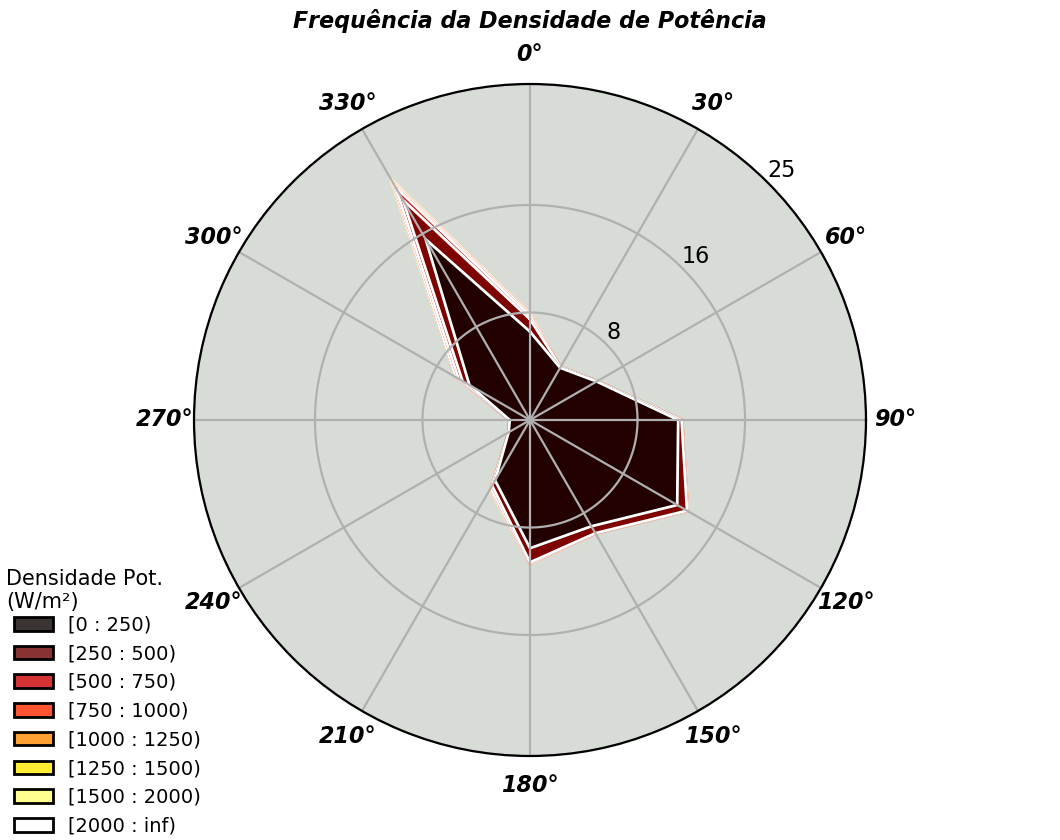 Frequência da Densidade de Potência
0°
330°
30°
25
300°
60°
16
8
270°
90°
Densidade Pot.
(W/m²)
240°
120°
[0 : 250)
[250 : 500)
[500 : 750)
[750 : 1000)
210°
150°
[1000 : 1250)
[1250 : 1500)
180°
[1500 : 2000)
[2000 : inf)